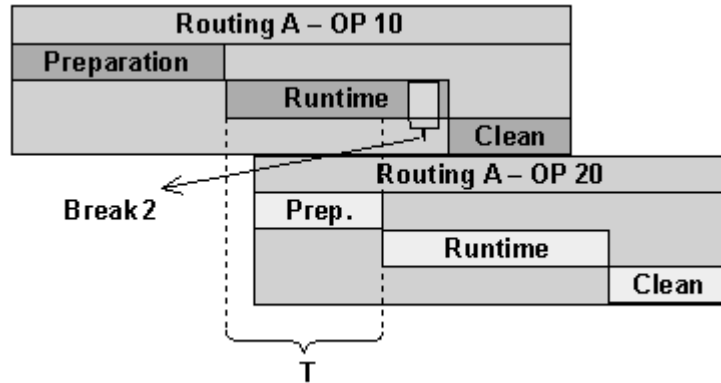 Routing A – OP 10
Preparation
Runtime
Clean
Routing A – OP 20
Break 2
Prep.
Runtime
Clean
T